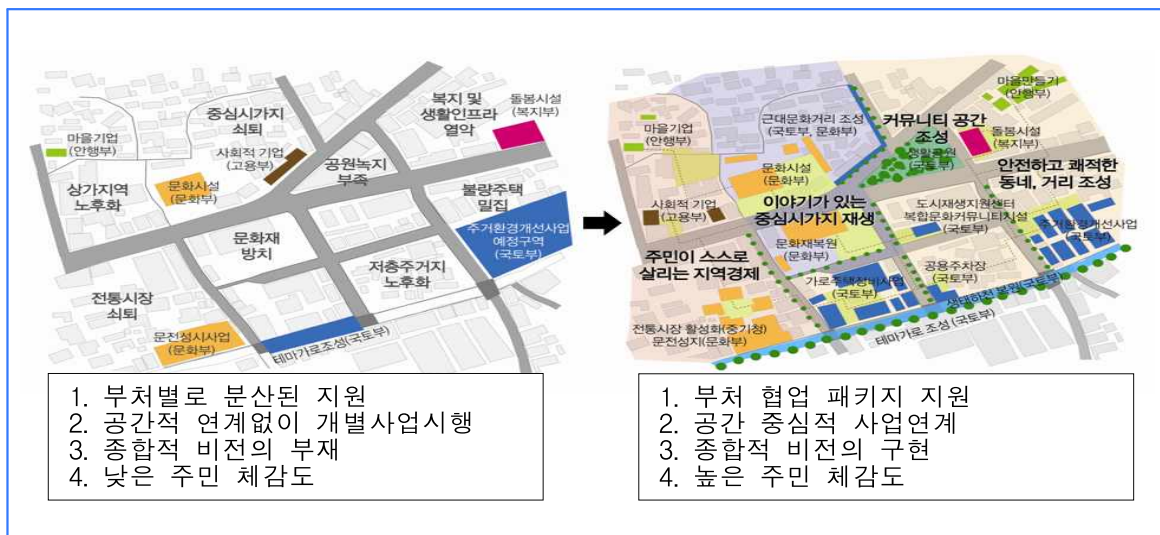 중심시가지
쇠퇴
복지 및
생활인프라
열악
돌봄시설
(복지부)
마을기업
(안행부)
사회적 기업
(고용부)
공원녹지
부족
상가지역
노후화
문화시설
(문화부)
불량주택
밀집
문화재
방치
주거환경개선사업
예정구역
(국토부)
저층주거지
노후화
전통시장
쇠퇴
문전성시사업
(문화부)
테마가로조성(국토부)
1. 부처별로 분산된 지원
2. 공간적 연계없이 개별사업시행
3. 종합적 비전의 부재
4. 낮은 주민 체감도
마을만들기
(안행부)
근대문화거리 조성
(국토부, 문화부)
커뮤니티 공간
조성
돌봄시설
(복지부)
마을기업
(안행부)
생활공원
(국토부)
문화시설
(문화부)
안전하고 쾌적한
동네, 거리 조성
사회적 기업
(고용부)
이야기가 있는
중심시가지 재생
도시재생지원센터
복합문화커뮤니티시설
주거환경개선사업
(국토부)
문화재복원
(문화부)
주민이 스스로
살리는 지역경제
가로주택정비사업
(국토부)
공용주차장
(국토부)
생태하천 복원(국토부)
전통시장 활성화(중기청)
문전성지(문화부)
테마가로 조성(국토부)
1. 부처 협업 패키지 지원
2. 공간 중심적 사업연계
3. 종합적 비전의 구현
4. 높은 주민 체감도